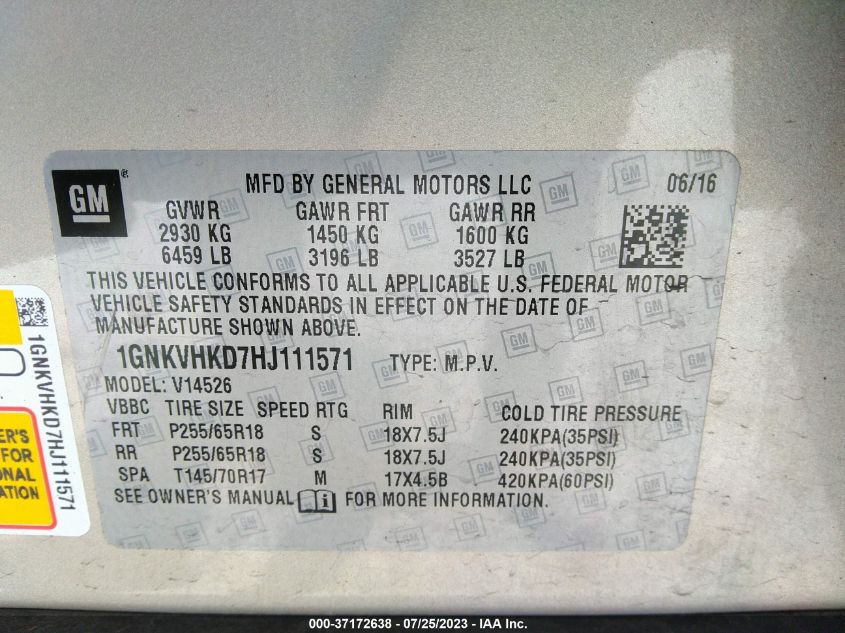 GM
®
MFD BY GENERAL MOTORS LLC 06/16
GVWR GAWR FRT GAWR RR
2930 KG 1450 KG 1600 KG
6459 LB 3196 LB 3527 LB
THIS VEHICLE CONFORMS TO ALL APPLICABLE U.S. FEDERAL MOTOR
VEHICLE SAFETY STANDARDS IN EFFECT ON THE DATE OF
MANUFACTURE SHOWN ABOVE.
1GNKVHKD7HJ111571 TYPE: M.P.V.
MODEL: V14526
VBBC TIRE SIZE SPEED RTG RIM COLD TIRE PRESSURE
FRT P255/65R18 S 18X7.5J 240KPA(35PSI)
RR P255/65R18 S 18X7.5J 240KPA(35PSI)
SPA T145/70R17 M 17X4.5B 420KPA(60PSI)
SEE OWNER'S MANUAL i FOR MORE INFORMATION.
1GNKVHKD7HJ111571
ER'S
FOR
ONAL
ATION
000-37172638 - 07/25/2023 - IAA Inc.